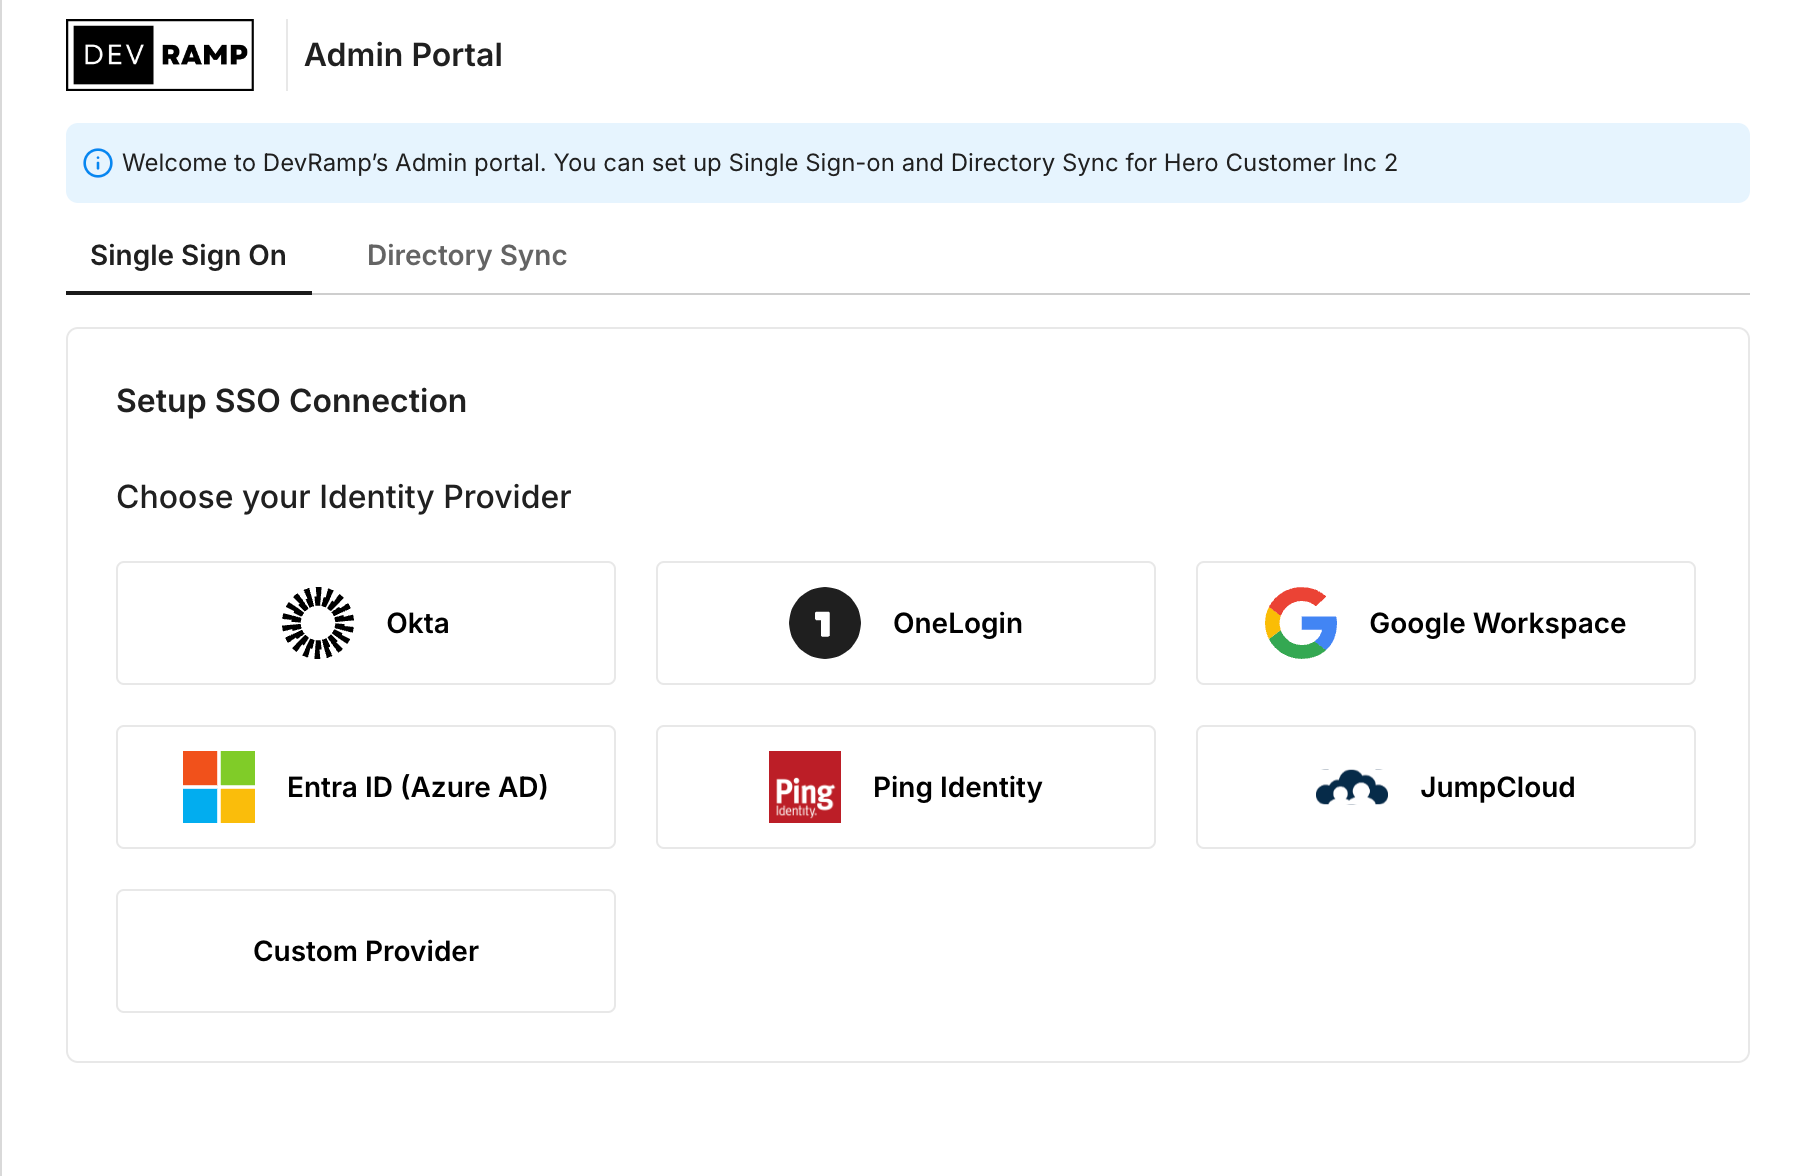 DEV RAMP Admin Portal
Welcome to DevRamp’s Admin portal. You can set up Single Sign-on and Directory Sync for Hero Customer Inc 2
Single Sign On Directory Sync
Setup SSO Connection
Choose your Identity Provider
Okta
1 OneLogin
Google Workspace
Entra ID (Azure AD)
Ping Identity. Ping Identity
JumpCloud
Custom Provider